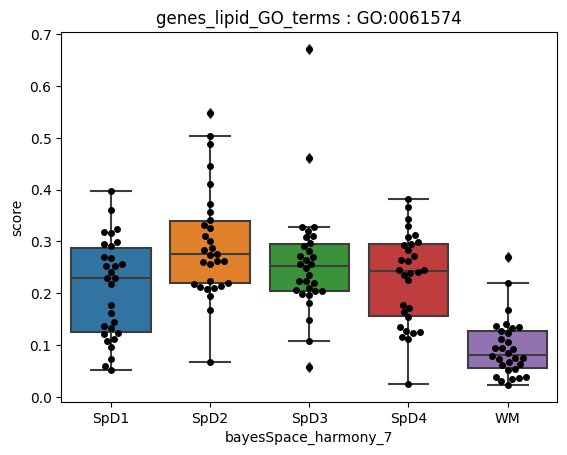 genes_lipid_GO_terms : GO:0061574
0.7
0.6
0.5
0.4
0.3
0.2
0.1
0.0
score
SpD1 SpD2 SpD3 SpD4 WM
bayesSpace_harmony_7